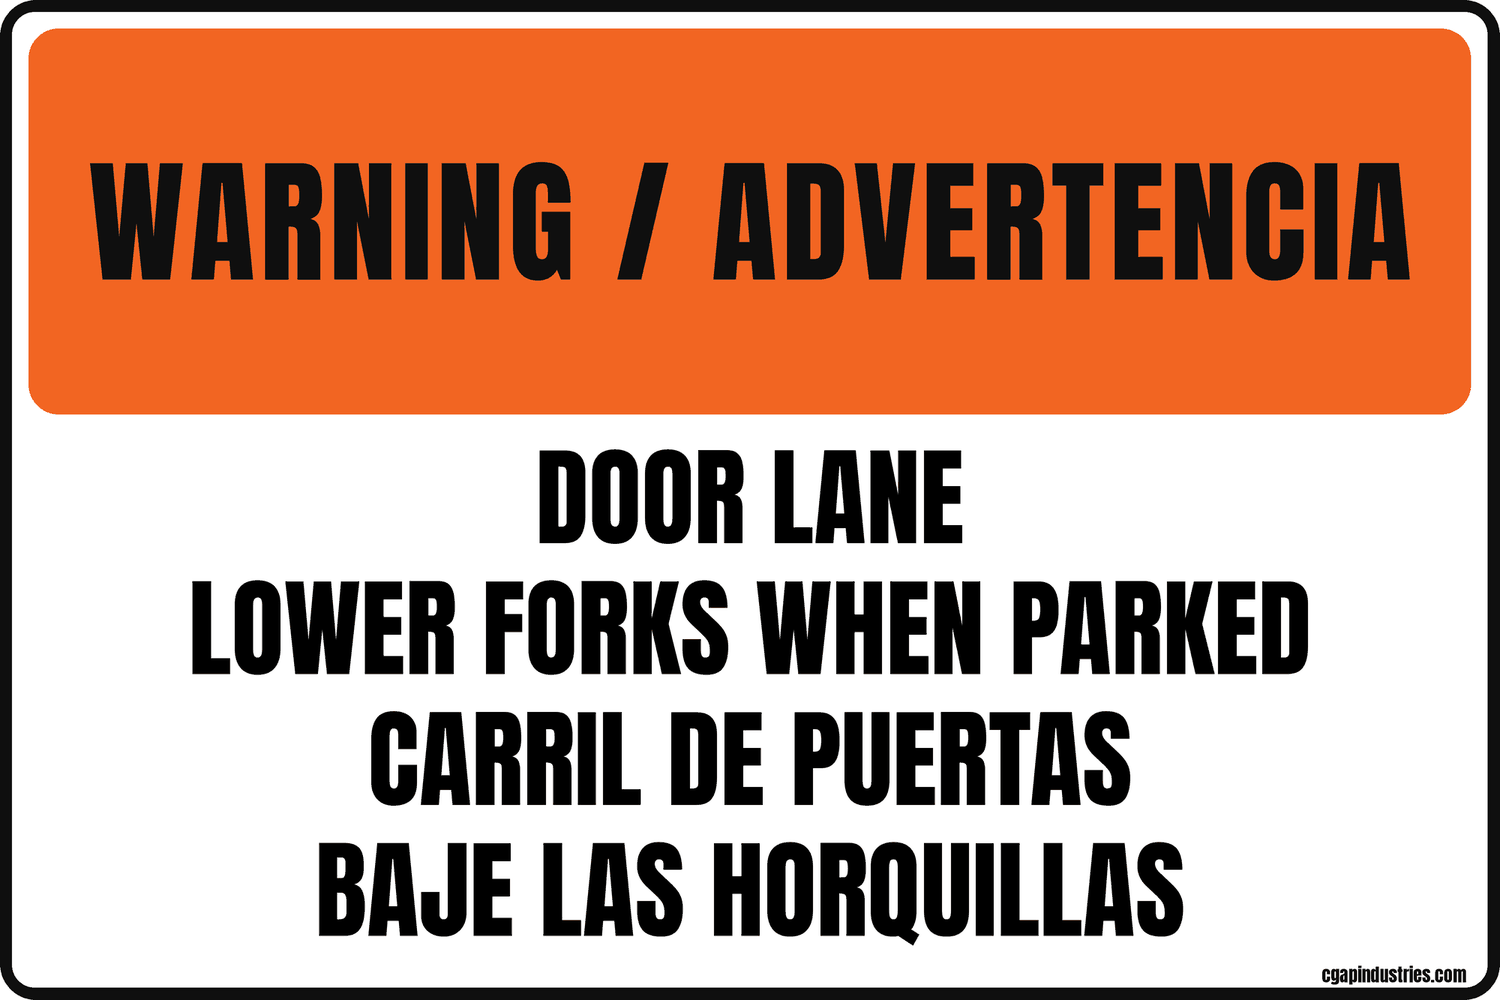 WARNING / ADVERTENCIA
DOOR LANE
LOWER FORKS WHEN PARKED
CARRIL DE PUERTAS
BAJE LAS HORQUILLAS
cgapindustries.com